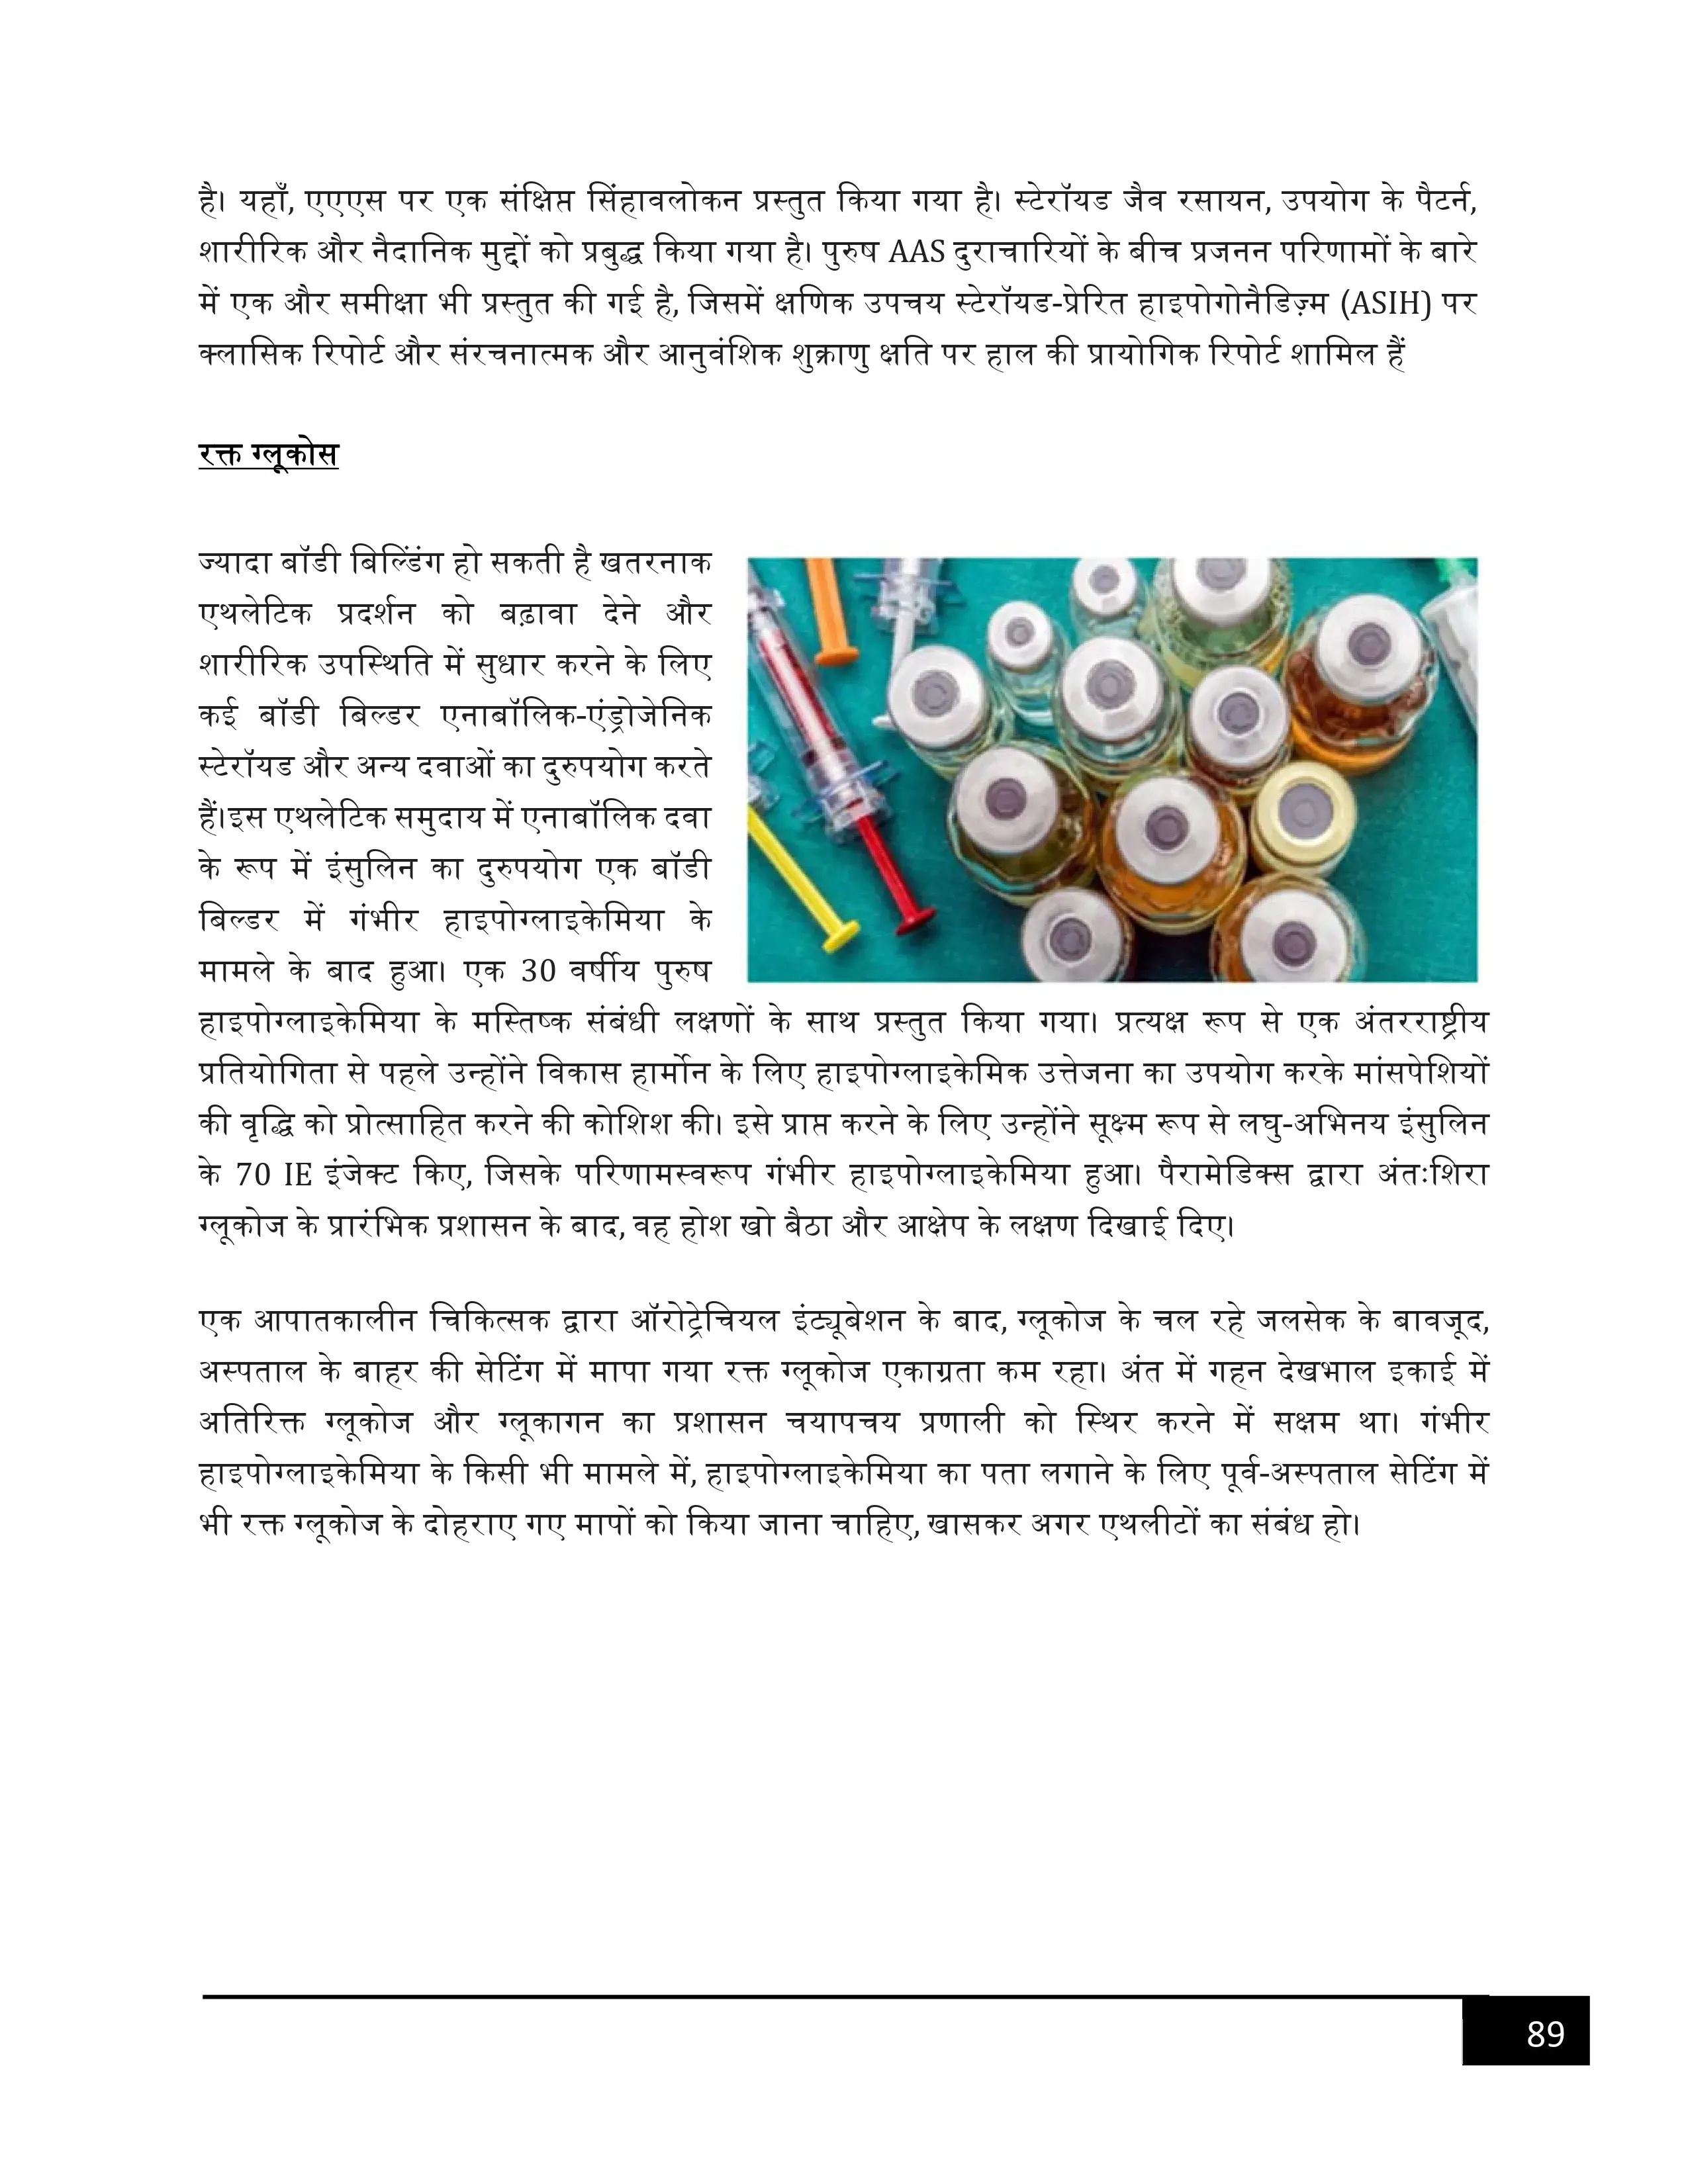 है। यहाँ, एएएस पर एक संक्षिप्त सिंहावलोकन प्रस्तुत किया गया है। स्टेरॉयड जैव रसायन, उपयोग के पैटर्न,
शारीरिक और नैदानिक मुद्दों को प्रबुद्ध किया गया है। पुरुष AAS दुराचारियों के बीच प्रजनन परिणामों के बारे
में एक और समीक्षा भी प्रस्तुत की गई है, जिसमें क्षणिक उपचय स्टेरॉयड-प्रेरित हाइपोगोनैडिज़्म (ASIH) पर
क्लासिक रिपोर्ट और संरचनात्मक और आनुवंशिक शुक्राणु क्षति पर हाल की प्रायोगिक रिपोर्ट शामिल हैं
रक्त ग्लूकोस
ज्यादा बॉडी बिल्डिंग हो सकती है खतरनाक
एथलेटिक प्रदर्शन को बढ़ावा देने और
शारीरिक उपस्थिति में सुधार करने के लिए
कई बॉडी बिल्डर एनाबॉलिक-एंड्रोजेनिक
स्टेरॉयड और अन्य दवाओं का दुरुपयोग करते
हैं।इस एथलेटिक समुदाय में एनाबॉलिक दवा
के रूप में इंसुलिन का दुरुपयोग एक बॉडी
बिल्डर में गंभीर हाइपोग्लाइकेमिया के
मामले के बाद हुआ। एक 30 वर्षीय पुरुष
हाइपोग्लाइकेमिया के मस्तिष्क संबंधी लक्षणों के साथ प्रस्तुत किया गया। प्रत्यक्ष रूप से एक अंतरराष्ट्रीय
प्रतियोगिता से पहले उन्होंने विकास हार्मोन के लिए हाइपोग्लाइकेमिक उत्तेजना का उपयोग करके मांसपेशियों
की वृद्धि को प्रोत्साहित करने की कोशिश की। इसे प्राप्त करने के लिए उन्होंने सूक्ष्म रूप से लघु-अभिनय इंसुलिन
के 70 IE इंजेक्ट किए, जिसके परिणामस्वरूप गंभीर हाइपोग्लाइकेमिया हुआ। पैरामेडिक्स द्वारा अंतःशिरा
ग्लूकोज के प्रारंभिक प्रशासन के बाद, वह होश खो बैठा और आक्षेप के लक्षण दिखाई दिए।
एक आपातकालीन चिकित्सक द्वारा ऑरोट्रेचियल इंट्यूबेशन के बाद, ग्लूकोज के चल रहे जलसेक के बावजूद,
अस्पताल के बाहर की सेटिंग में मापा गया रक्त ग्लूकोज एकाग्रता कम रहा। अंत में गहन देखभाल इकाई में
अतिरिक्त ग्लूकोज और ग्लूकागन का प्रशासन चयापचय प्रणाली को स्थिर करने में सक्षम था। गंभीर
हाइपोग्लाइकेमिया के किसी भी मामले में, हाइपोग्लाइकेमिया का पता लगाने के लिए पूर्व-अस्पताल सेटिंग में
भी रक्त ग्लूकोज के दोहराए गए मापों को किया जाना चाहिए, खासकर अगर एथलीटों का संबंध हो।
89